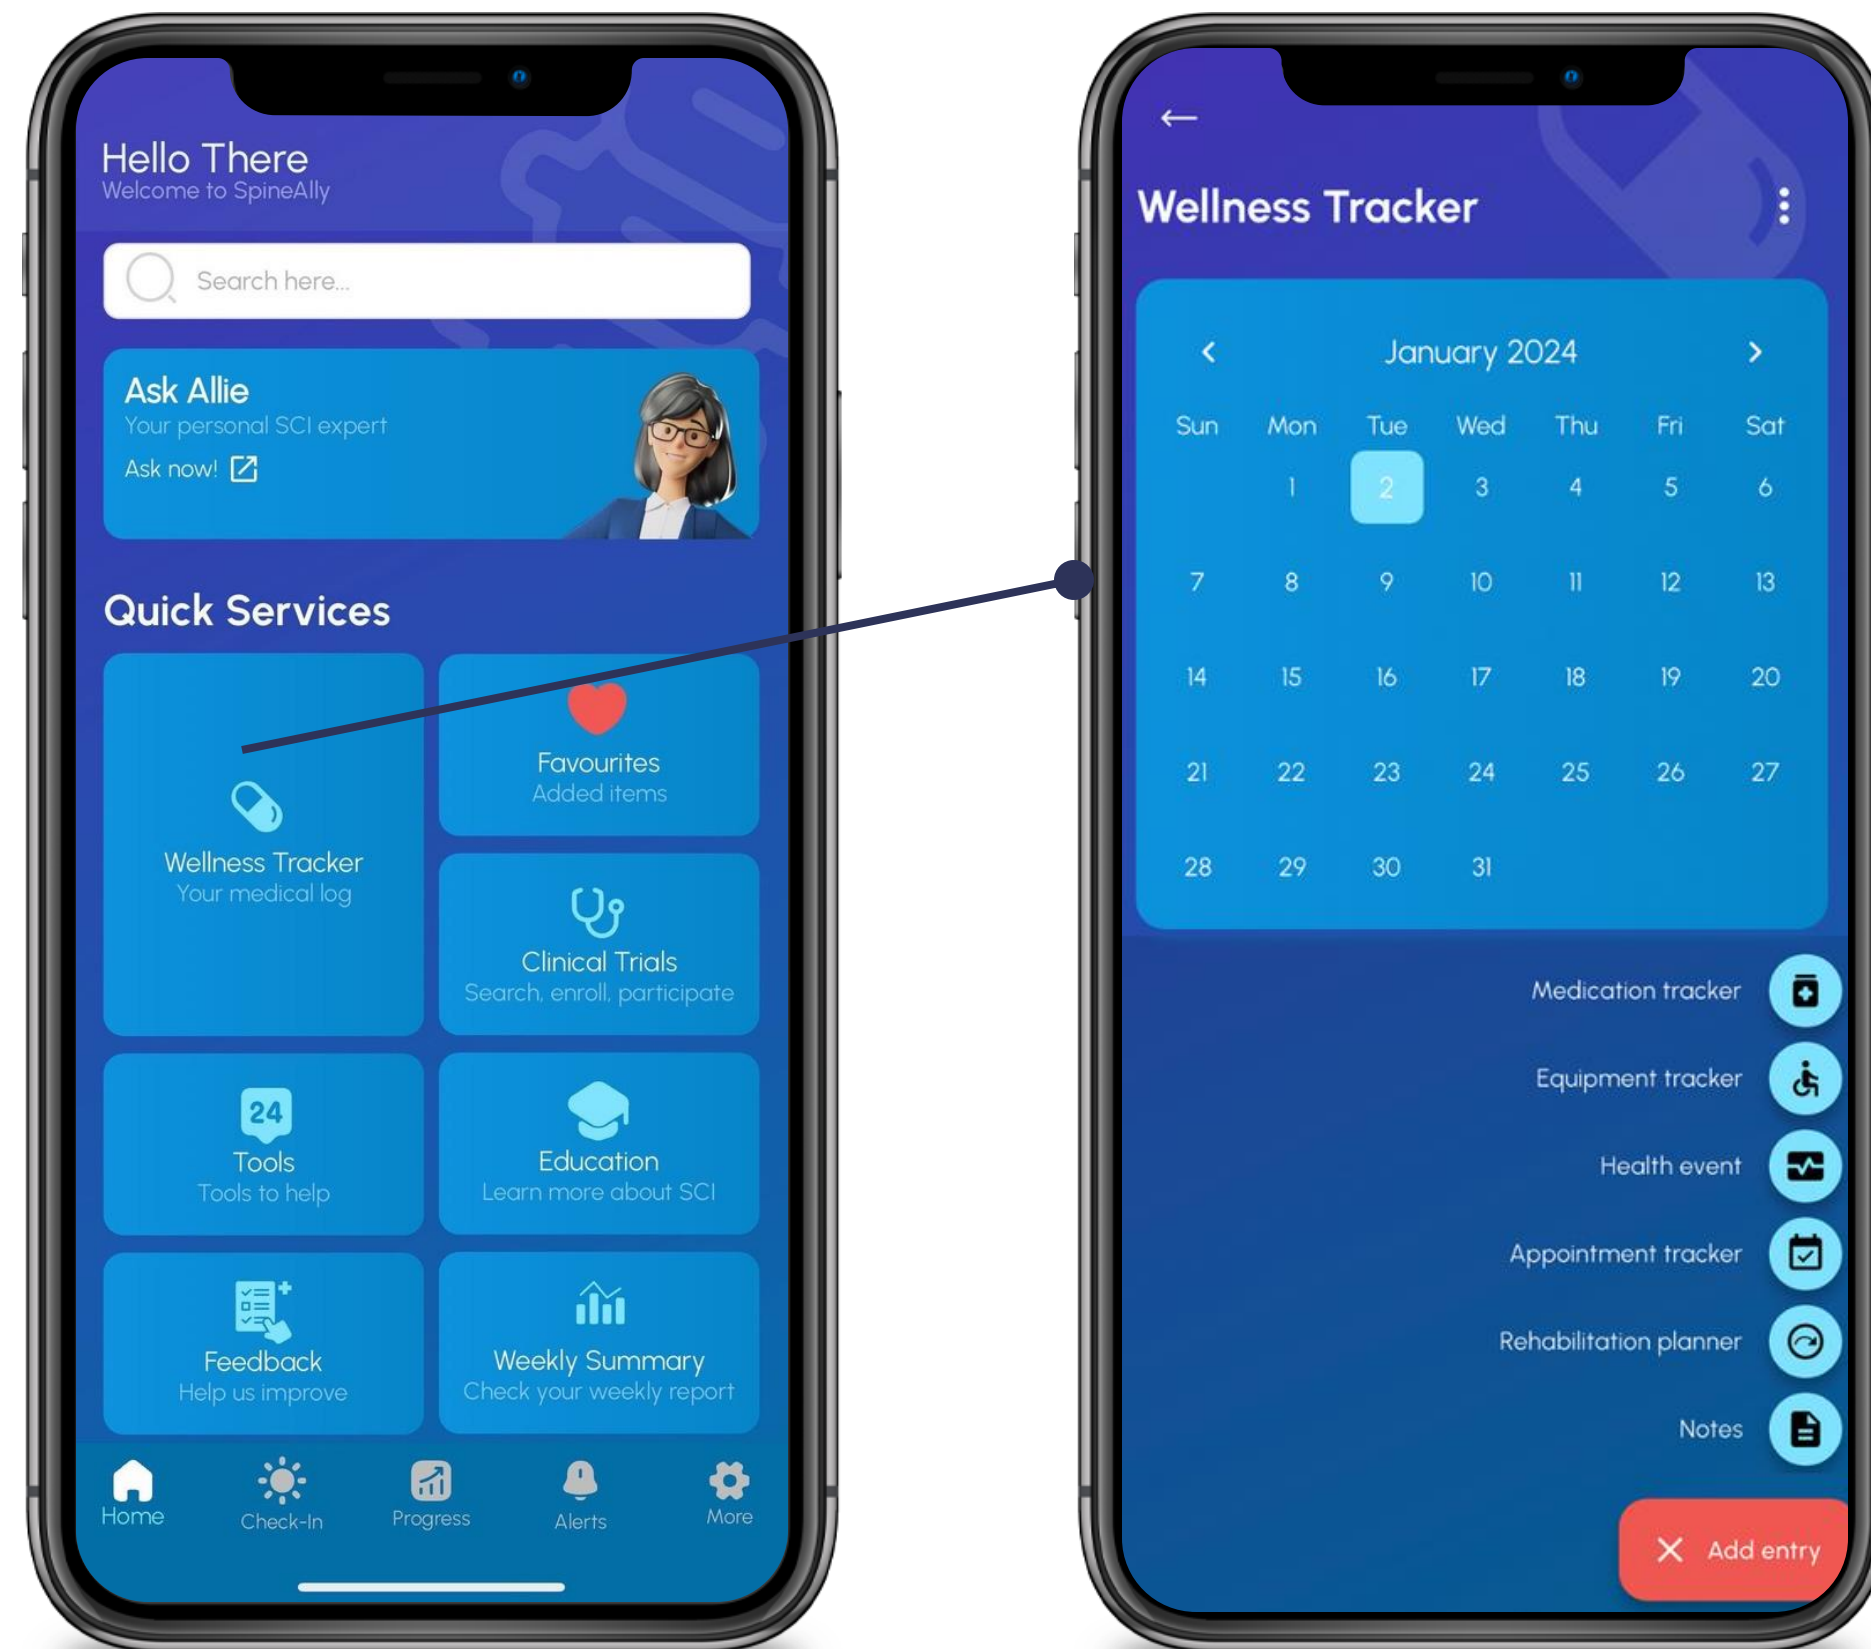 Hello There
Welcome to SpineAlly
Search here...
Ask Allie
Your personal SCI expert
Ask now!
Quick Services
Wellness Tracker
Your medical log
Favourites
Added items
Clinical Trials
Search, enroll, participate
24
Tools
Tools to help
Education
Learn more about SCI
Feedback
Help us improve
Weekly Summary
Check your weekly report
Home
Check-In
Progress
Alerts
More
Wellness Tracker
January 2024
Sun Mon Tue Wed Thu Fri Sat
1 2 3 4 5 6
7 8 9 10 11 12 13
14 15 16 17 18 19 20
21 22 23 24 25 26 27
28 29 30 31
Medication tracker
Equipment tracker
Health event
Appointment tracker
Rehabilitation planner
Notes
Add entry